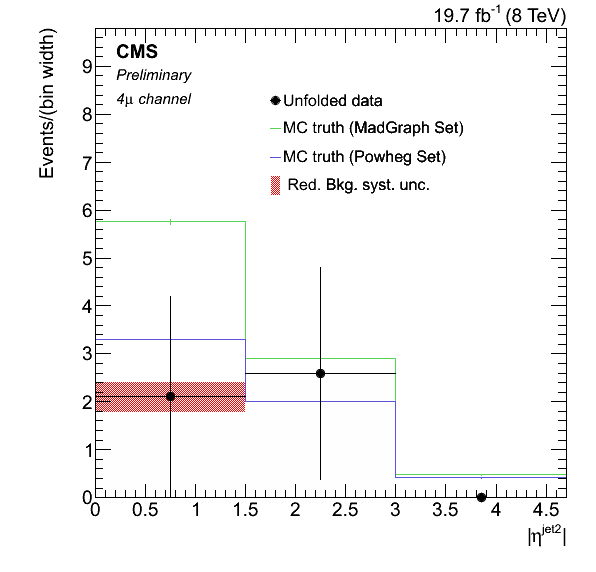 19.7 fb⁻¹ (8 TeV)
CMS
Preliminary
4μ channel
Unfolded data
MC truth (MadGraph Set)
MC truth (Powheg Set)
Red. Bkg. syst. unc.
Events/(bin width)
9
8
7
6
5
4
3
2
1
0
0 0.5 1 1.5 2 2.5 3 3.5 4 4.5
|η^jet2|